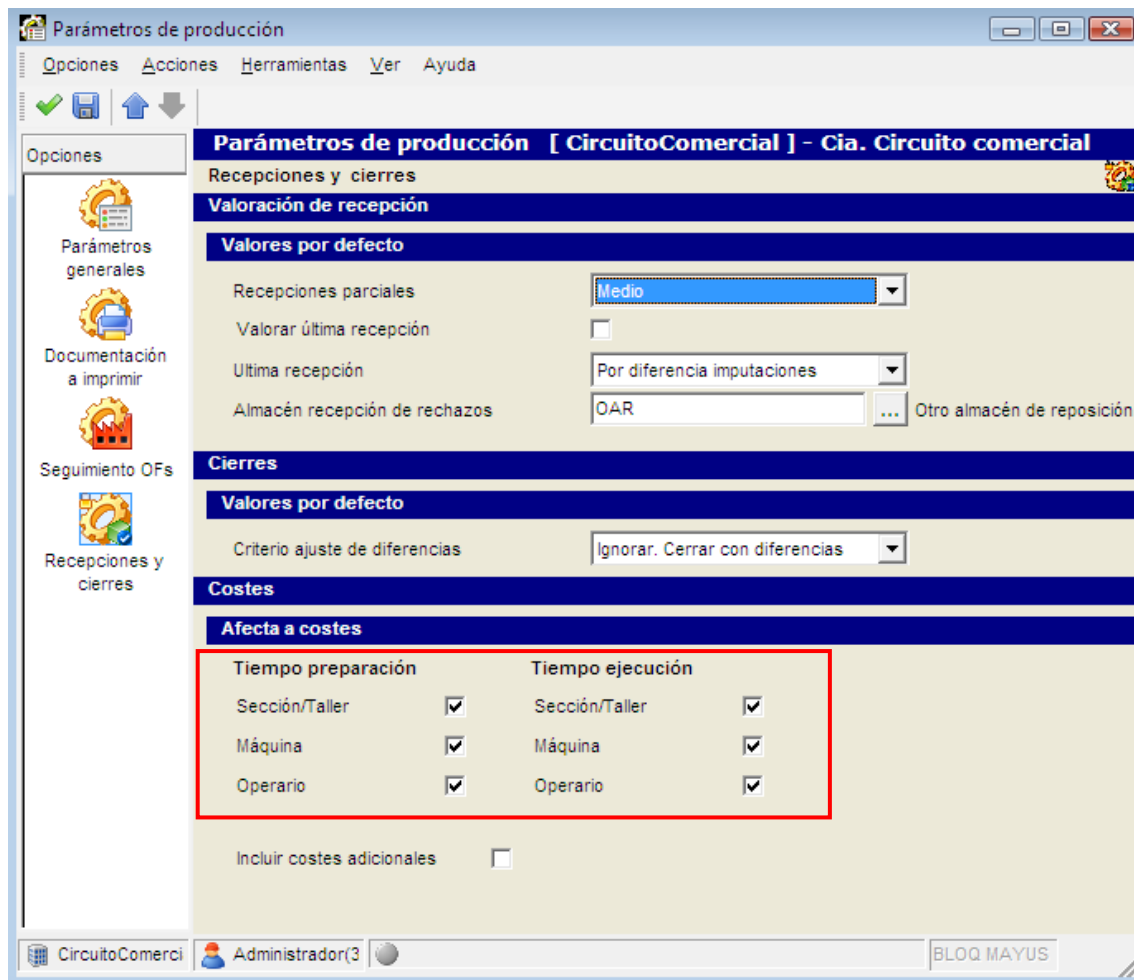 Parámetros de producción
Opciones Acciones Herramientas Ver Ayuda
Opciones
Parámetros generales
Documentación a imprimir
Seguimiento OFs
Recepciones y cierres
Parámetros de producción [ CircuitoComercial ] - Cia. Circuito comercial
Recepciones y cierres
Valoración de recepción
Valores por defecto
Recepciones parciales Medio
Valorar última recepción
Ultima recepción Por diferencia imputaciones
Almacén recepción de rechazos OAR ... Otro almacén de reposición
Cierres
Valores por defecto
Criterio ajuste de diferencias Ignorar. Cerrar con diferencias
Costes
Afecta a costes
Tiempo preparación Tiempo ejecución
Sección/Taller Sección/Taller
Máquina Máquina
Operario Operario
Incluir costes adicionales
CircuitoComerci Administrador(3 BLOQ MAYUS